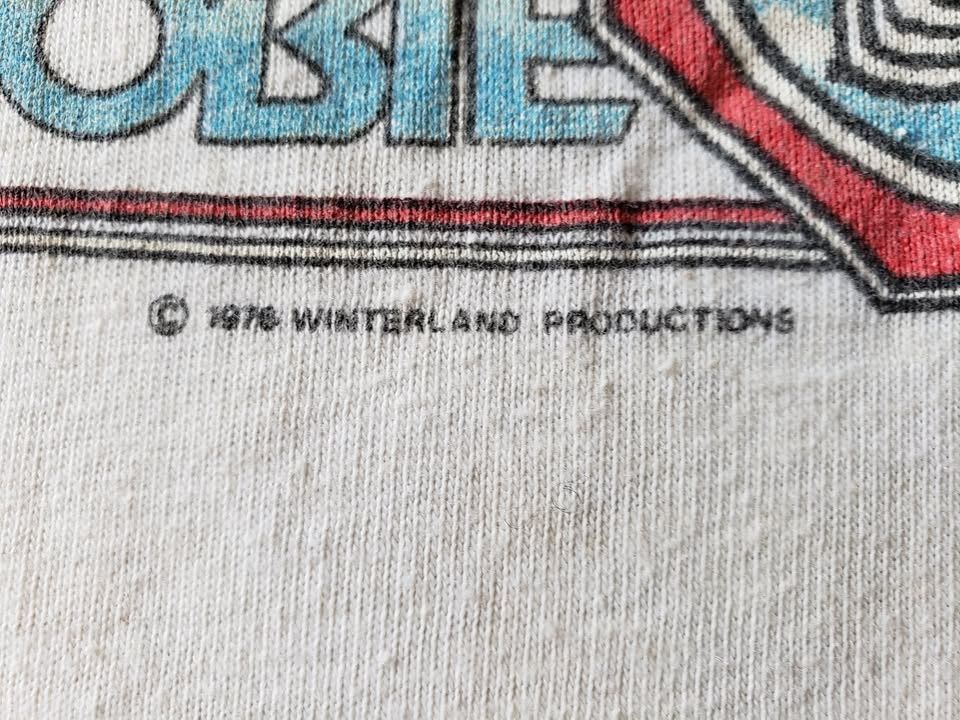 OBIE
© 1976 WINTERLAND PRODUCTIONS